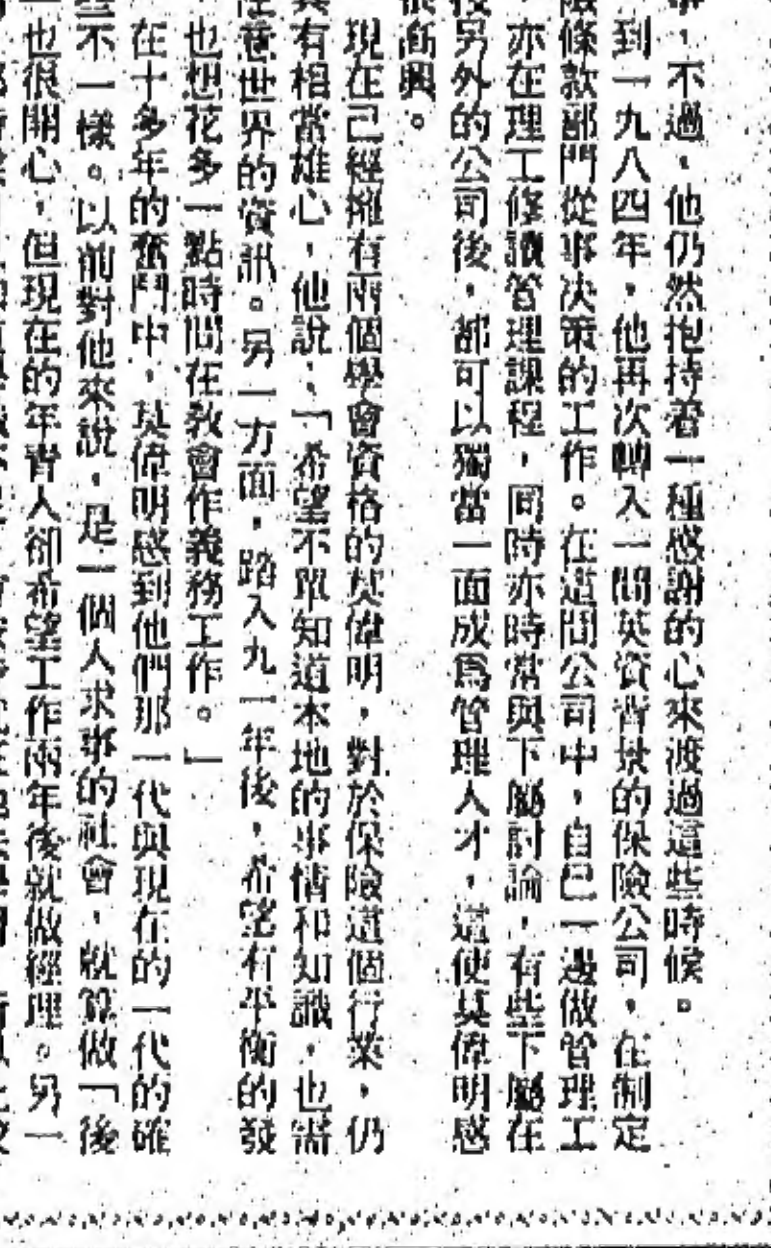 事，不過，他仍然抱持着一種感謝的心來渡過這些時候。
到一九八四年，他再次轉入一間英資背景的保險公司，在制定
險條款部門從事決策的工作。在這間公司中，自己一邊做管理工
，亦在理工修讀管理課程，同時亦時常與下屬討論，有些下屬在
後另外的公司後，都可以獨當一面成爲管理人才，這使莫偉明感
很高興。
現在已經擁有兩個學會資格的莫偉明，對於保險這個行業，仍
具有相當雄心，他說：「希望不單知道本地的事情和知識，也需
注意世界的資訊。另一方面，踏入九一年後，希望有平衡的發
，也想花多一點時間在教會作義務工作。」
在十多年的奮鬥中，莫偉明感到他們那一代與現在的一代的確
些不一樣。以前對他來說，是一個人求事的社會，就算做「後
也很開心，但現在的年青人卻希望工作兩年後就做經理。另一